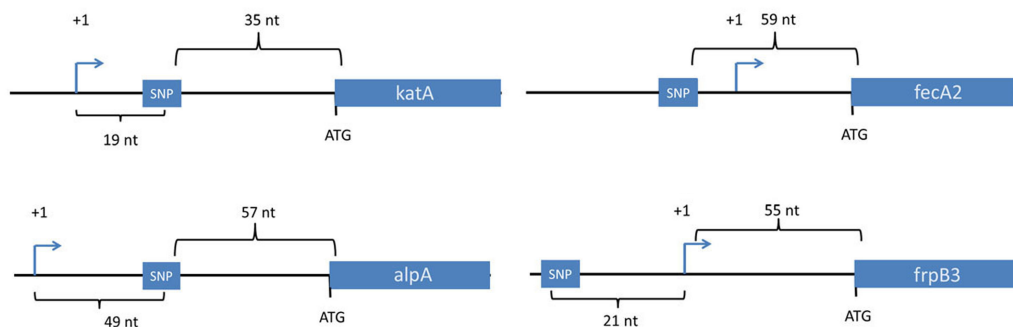 +1
35 nt
SNP
katA
19 nt
ATG
+1
59 nt
SNP
fecA2
ATG
+1
57 nt
SNP
alpA
49 nt
ATG
+1
55 nt
SNP
frpB3
21 nt
ATG